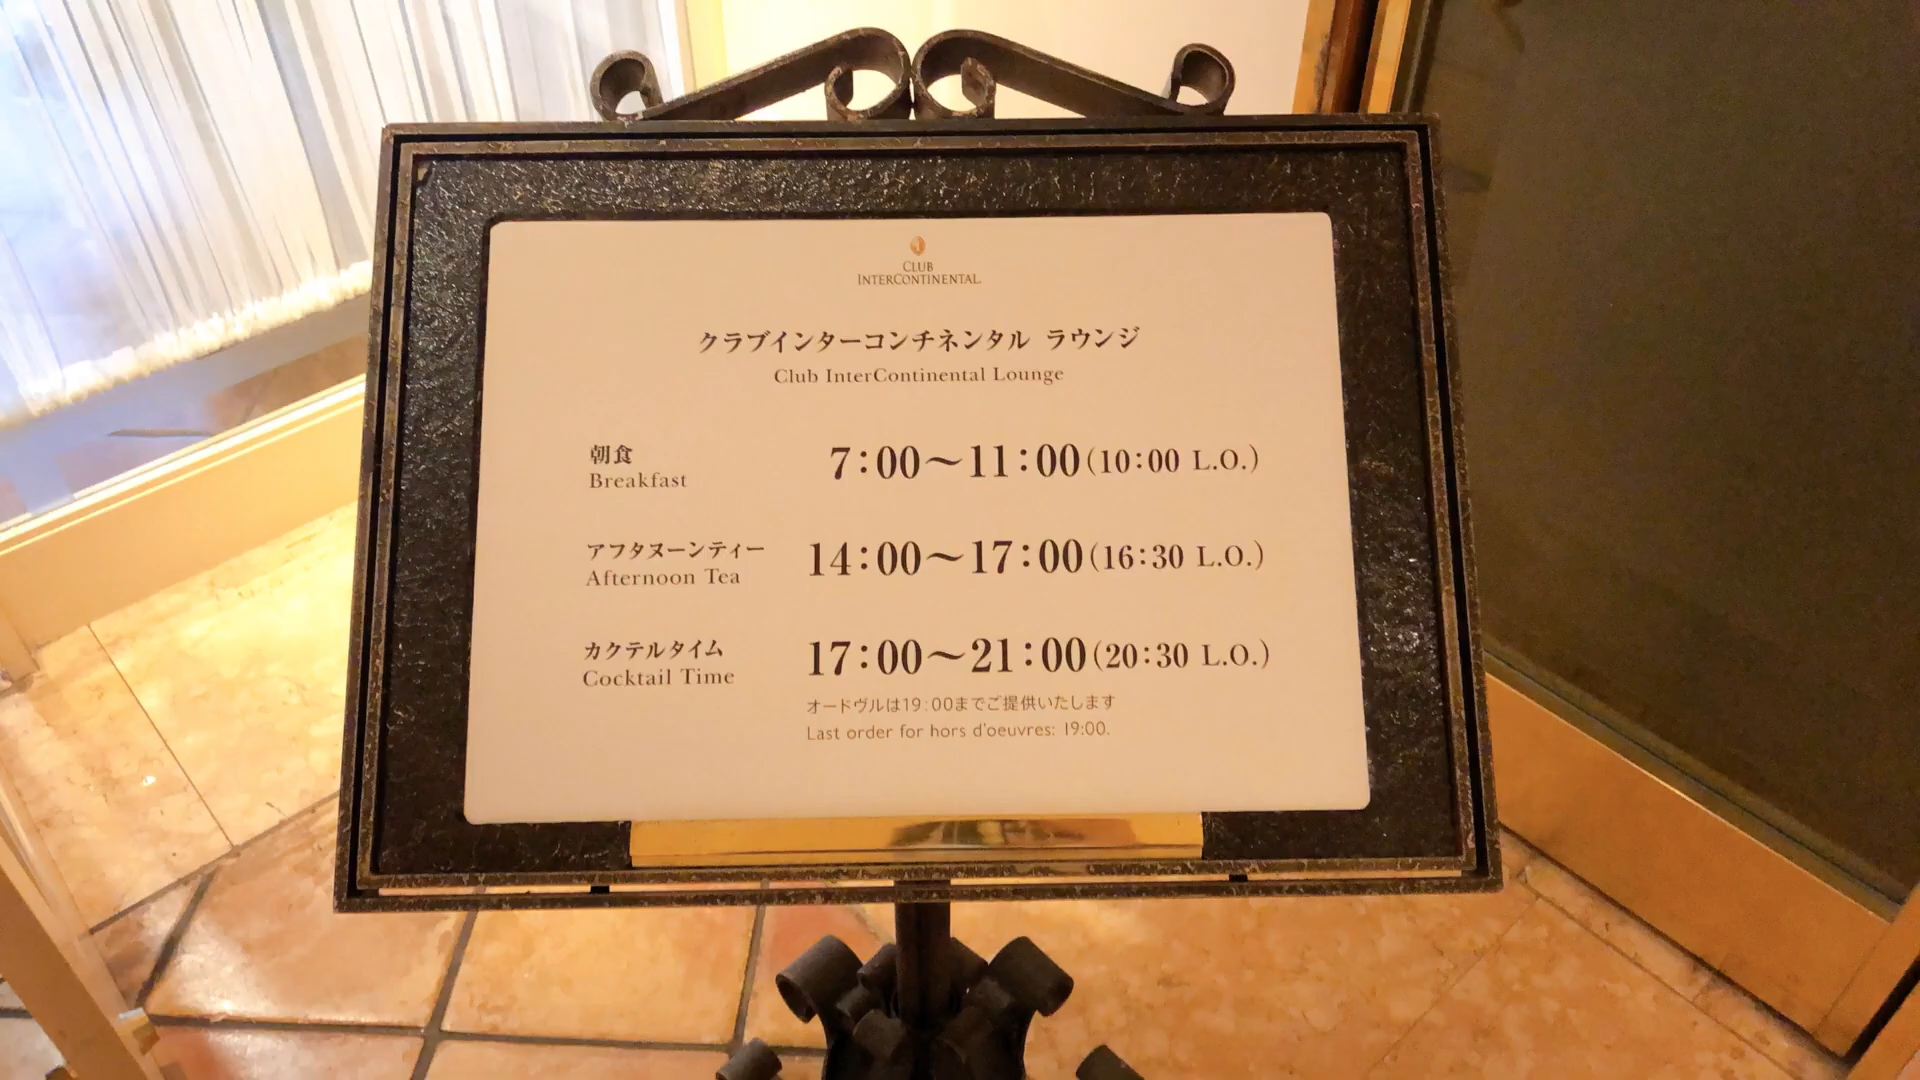 CLUB
INTERCONTINENTAL
クラブインターコンチネンタル ラウンジ
Club InterContinental Lounge
朝食 7:00〜11:00(10:00 L.O.)
Breakfast
アフタヌーンティー 14:00〜17:00(16:30 L.O.)
Afternoon Tea
カクテルタイム 17:00〜21:00(20:30 L.O.)
Cocktail Time
オードヴルは19:00までご提供いたします
Last order for hors d'oeuvres: 19:00.